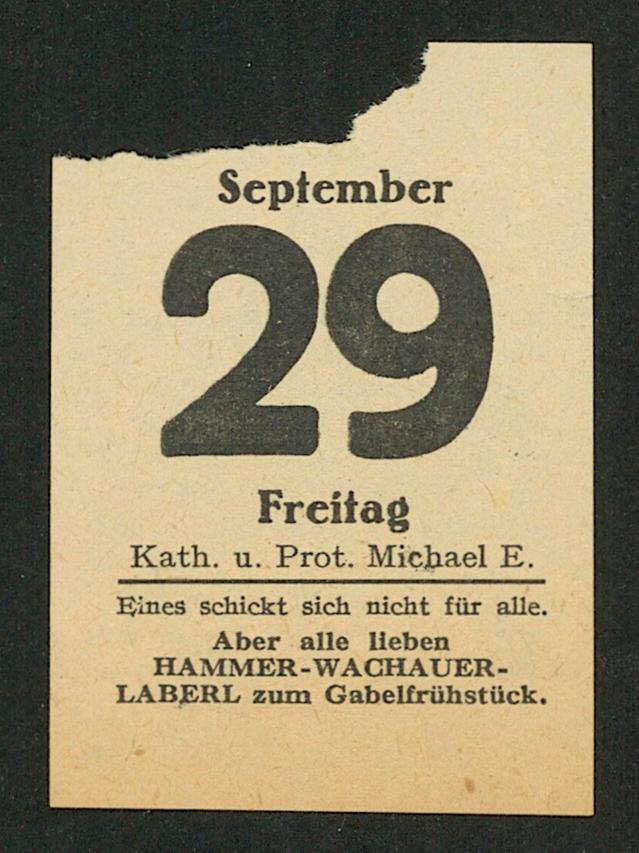 September
29
Freitag
Kath. u. Prot. Michael E.
Eines schickt sich nicht für alle.
Aber alle lieben
HAMMER-WACHAUER-
LABERL zum Gabelfrühstück.